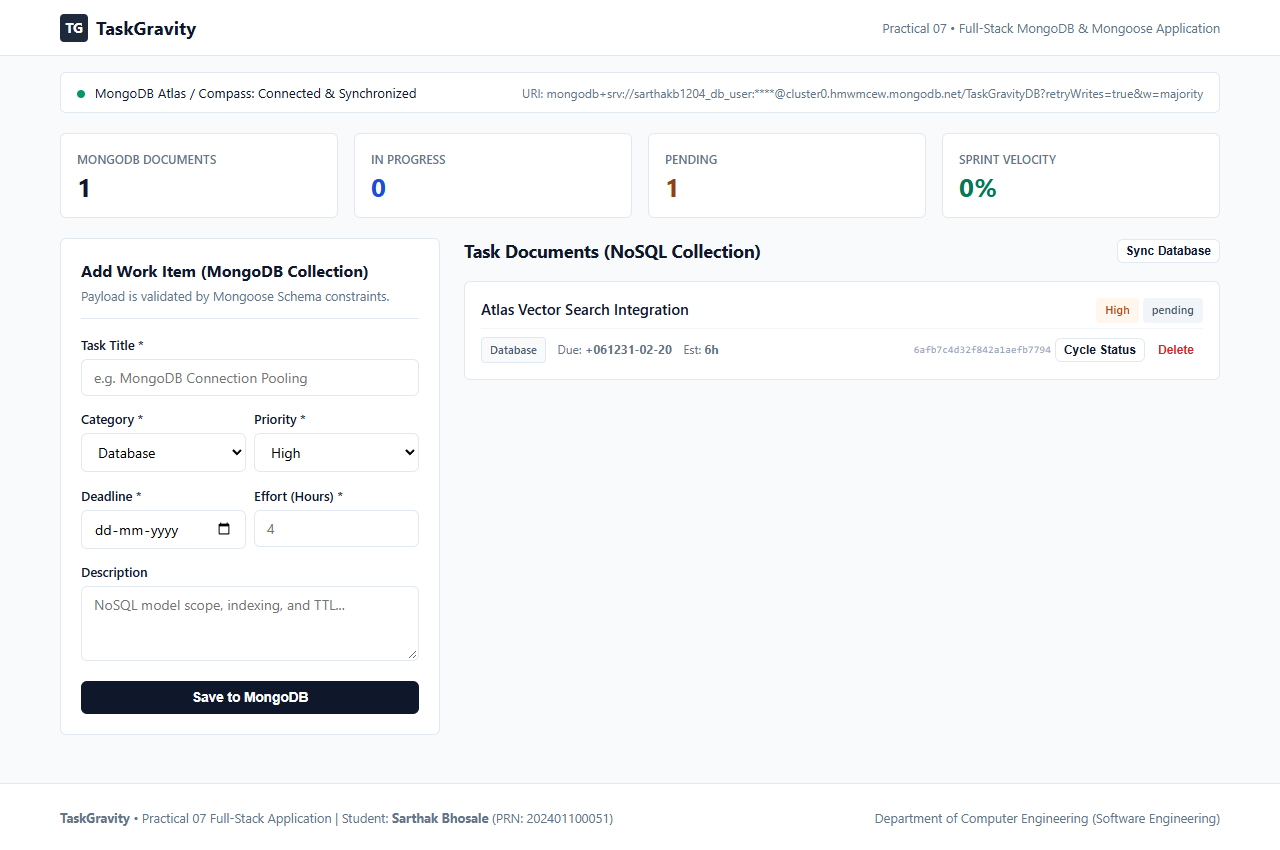 TG TaskGravity
Practical 07 • Full-Stack MongoDB & Mongoose Application
MongoDB Atlas / Compass: Connected & Synchronized
URI: mongodb+srv://sarthakb1204_db_user:****@cluster0.hmwmcew.mongodb.net/TaskGravityDB?retryWrites=true&w=majority
MONGODB DOCUMENTS
1
IN PROGRESS
0
PENDING
1
SPRINT VELOCITY
0%
Add Work Item (MongoDB Collection)
Payload is validated by Mongoose Schema constraints.
Task Title *
e.g. MongoDB Connection Pooling
Category *
Priority *
Database
High
Deadline *
Effort (Hours) *
dd-mm-yyyy
4
Description
NoSQL model scope, indexing, and TTL...
Save to MongoDB
Task Documents (NoSQL Collection)
Sync Database
Atlas Vector Search Integration
High
pending
Database
Due: +061231-02-20
Est: 6h
6afb7c4d32f842a1aefb7794
Cycle Status
Delete
TaskGravity • Practical 07 Full-Stack Application | Student: Sarthak Bhosale (PRN: 202401100051)
Department of Computer Engineering (Software Engineering)